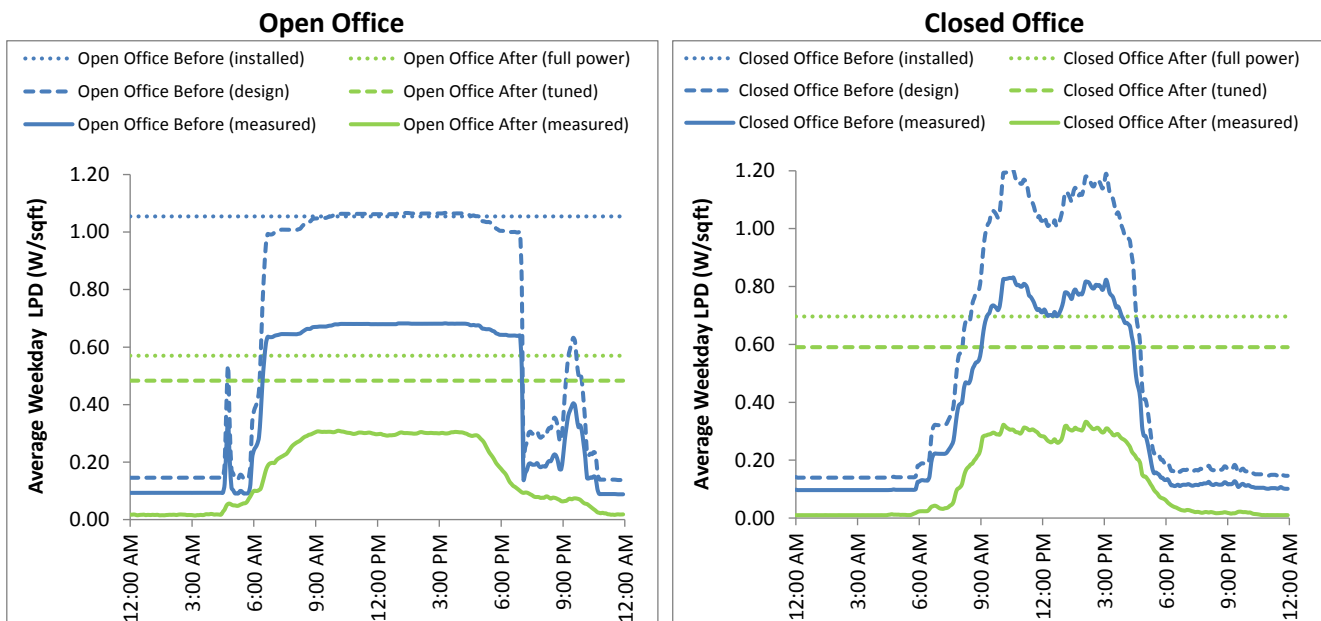 Open Office
Open Office Before (installed)
Open Office After (full power)
Open Office Before (design)
Open Office After (tuned)
Open Office Before (measured)
Open Office After (measured)
Average Weekday LPD (W/sqft)
1.20
1.00
0.80
0.60
0.40
0.20
0.00
12:00 AM
3:00 AM
6:00 AM
9:00 AM
12:00 PM
3:00 PM
6:00 PM
9:00 PM
12:00 AM
Closed Office
Closed Office Before (installed)
Closed Office After (full power)
Closed Office Before (design)
Closed Office After (tuned)
Closed Office Before (measured)
Closed Office After (measured)
Average Weekday LPD (W/sqft)
1.20
1.00
0.80
0.60
0.40
0.20
0.00
12:00 AM
6:00 AM
9:00 AM
12:00 PM
3:00 PM
6:00 PM
9:00 PM
12:00 AM